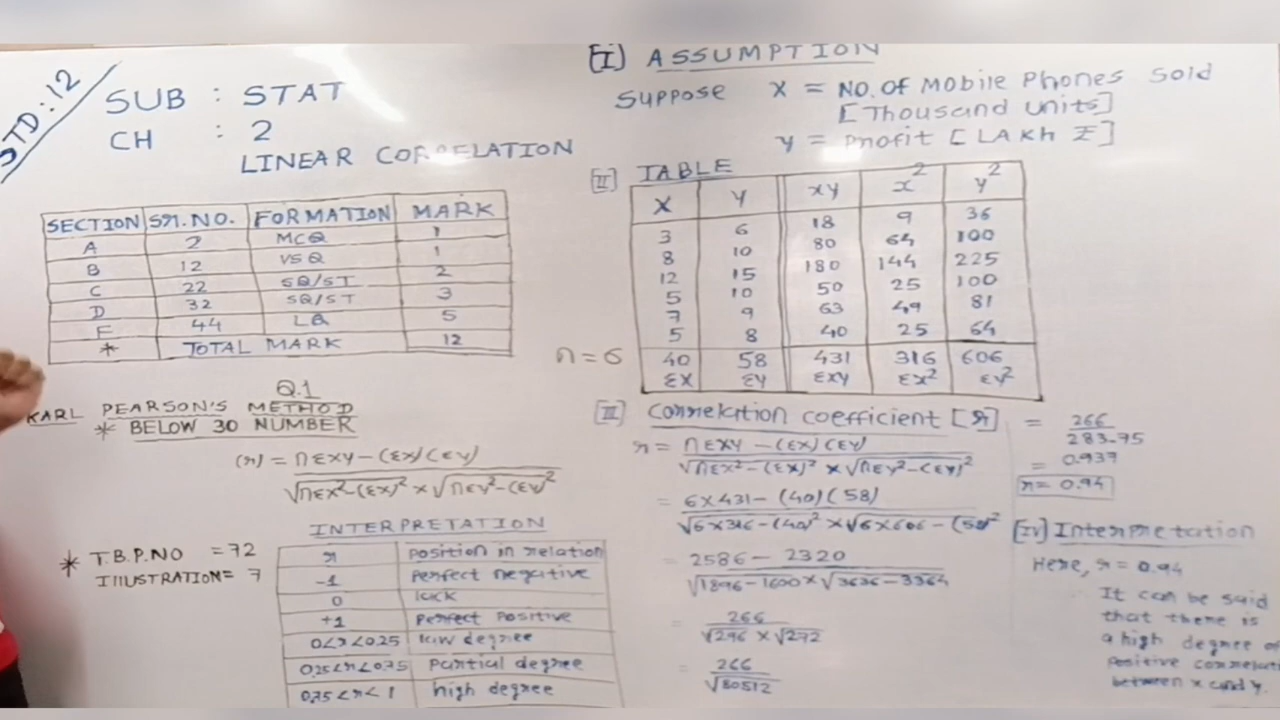 STD:12
SUB : STAT
CH : 2
LINEAR CORRELATION
SECTION SR.NO. FORMATION MARK
A 2 MCQ 1
B 12 VSQ 1
C 22 SQ/ST 2
D 32 SQ/ST 3
F 44 LQ 5
* TOTAL MARK 12
Q.1
KARL PEARSON'S METHOD
* BELOW 30 NUMBER
(r) = nΣxy - (Σx)(Σy)
√nΣx²-(Σx)² × √nΣy²-(Σy)²
* T.B.P.NO = 72
ILLUSTRATION = 7
INTERPRETATION
r Position in relation
-1 Perfect negative
0 lack
+1 Perfect Positive
0<r<0.25 low degree
0.25<r<0.75 Partial degree
0.75<r<1 high degree
[I] ASSUMPTION
SUPPOSE X = NO. OF MOBILE PHONES Sold
[Thousand units]
y = Profit [LAKH ₹]
[II] TABLE
X Y xy x² y²
3 6 18 9 36
8 10 80 64 100
12 15 180 144 225
5 10 50 25 100
7 9 63 49 81
5 8 40 25 64
n=6 40 58 431 316 606
Σx Σy Σxy Σx² Σy²
[III] Correlation coefficient [r]
r = nΣxy - (Σx)(Σy)
√nΣx² - (Σx)² × √nΣy² - (Σy)²
= 6×431 - (40)(58)
√6×316 - (40)² × √6×606 - (58)²
= 2586 - 2320
√1896 - 1600 × √3636 - 3364
= 266
√296 × √272
= 266
√80512
= 266
283.75
= 0.937
r = 0.94
[IV] Interpretation
Here, r = 0.94
It can be said
that there is
a high degree of
positive correlati
between x and y.